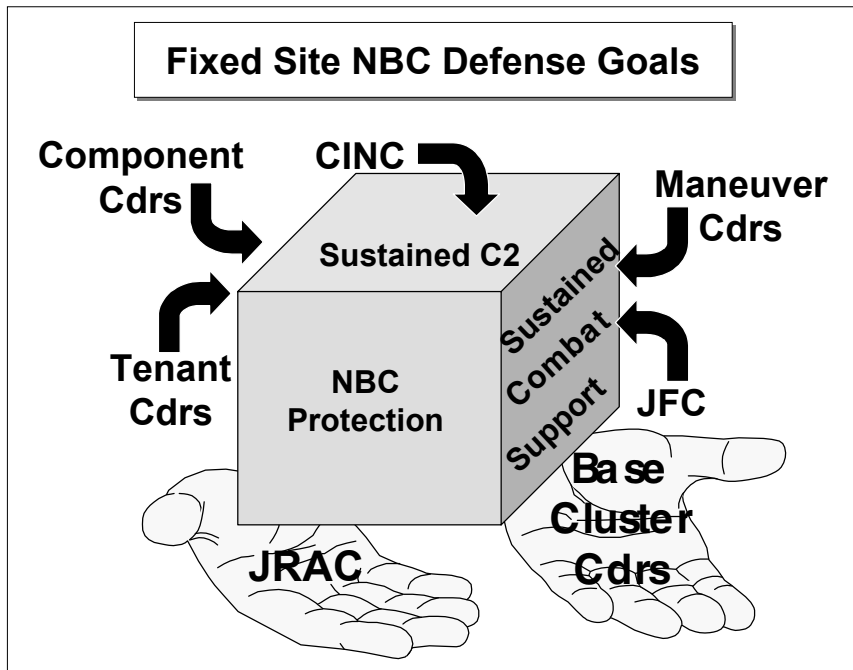 Fixed Site NBC Defense Goals
Component
Cdrs
CINC
Maneuver
Cdrs
Sustained C2
Sustained
Combat
Support
Tenant
Cdrs
NBC
Protection
JFC
JRAC
Base
Cluster
Cdrs